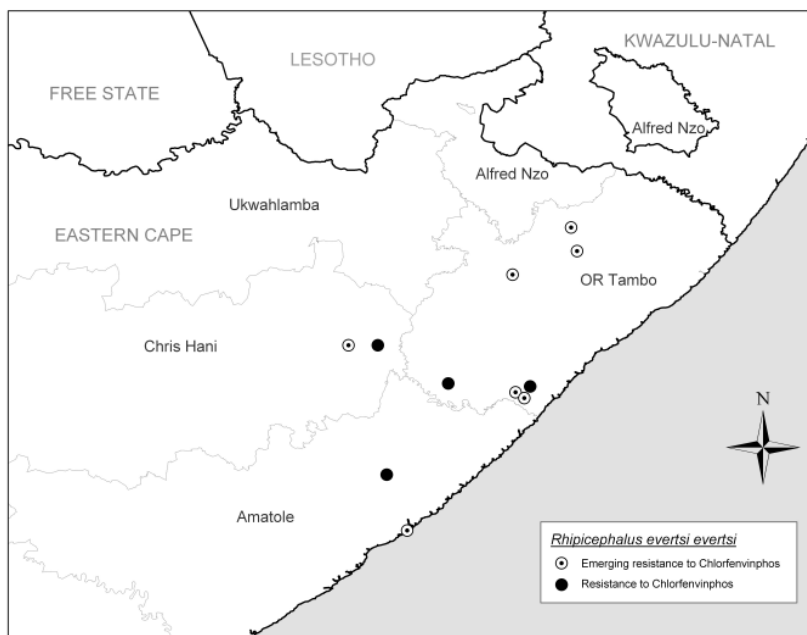 KWAZULU-NATAL
LESOTHO
FREE STATE
Alfred Nzo
Alfred Nzo
Ukwahlamba
EASTERN CAPE
OR Tambo
Chris Hani
N
Amatole
Rhipicephalus evertsi evertsi
Emerging resistance to Chlorfenvinphos
Resistance to Chlorfenvinphos